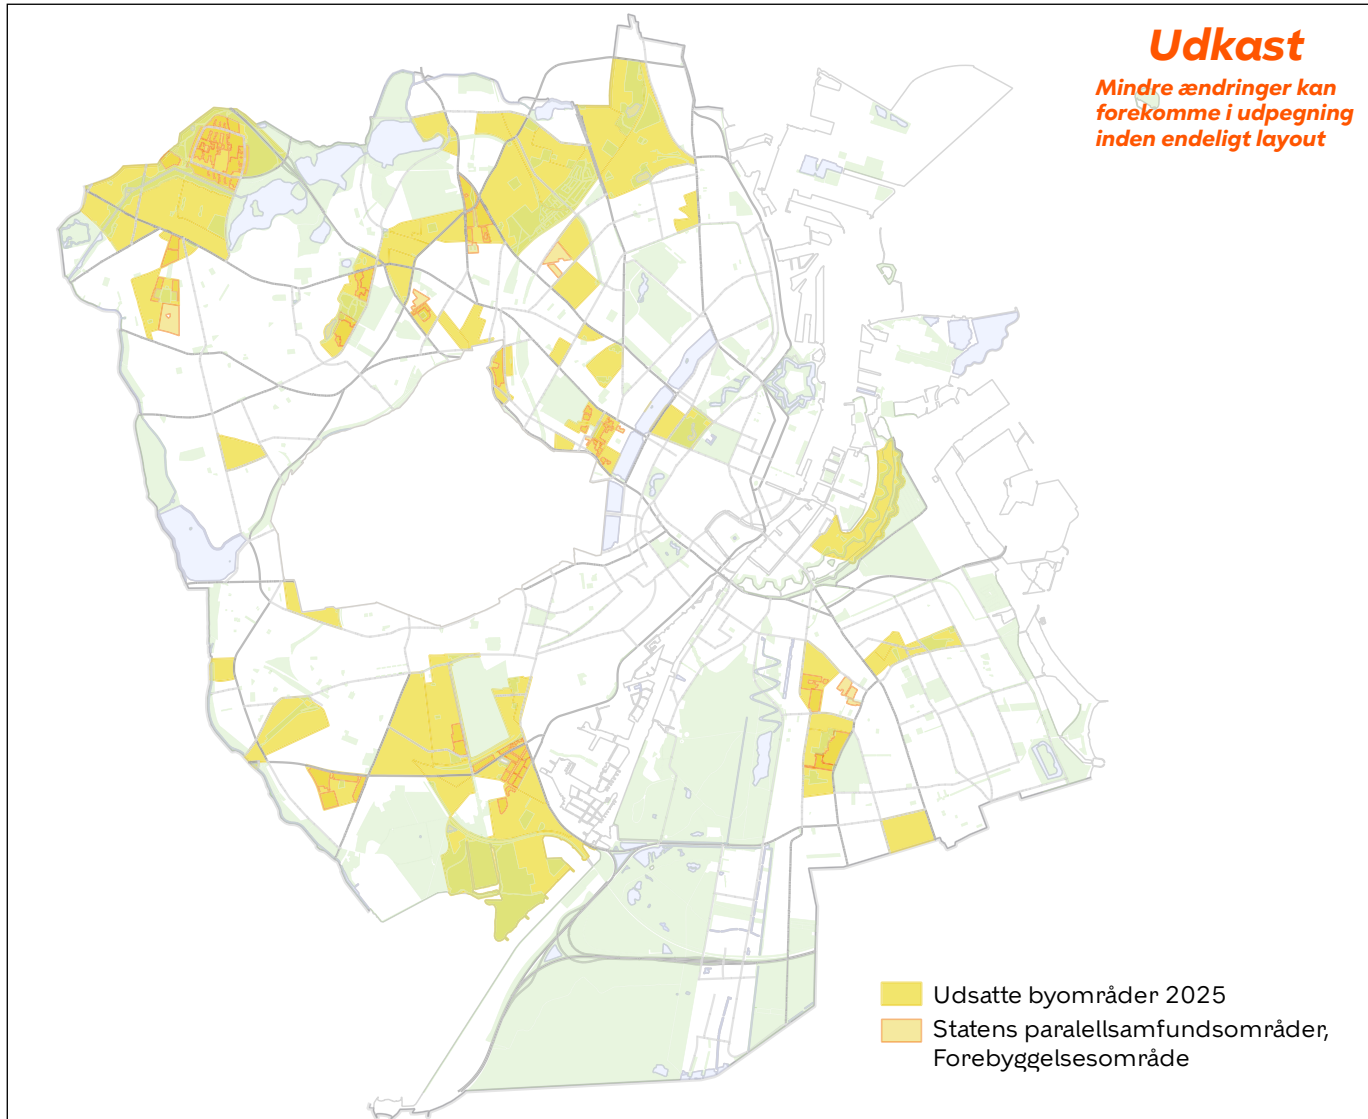 Udkast
Mindre ændringer kan
forekomme i udpegning
inden endeligt layout
Udsatte byområder 2025
Statens paralellsamfundsområder,
Forebyggelsesområde